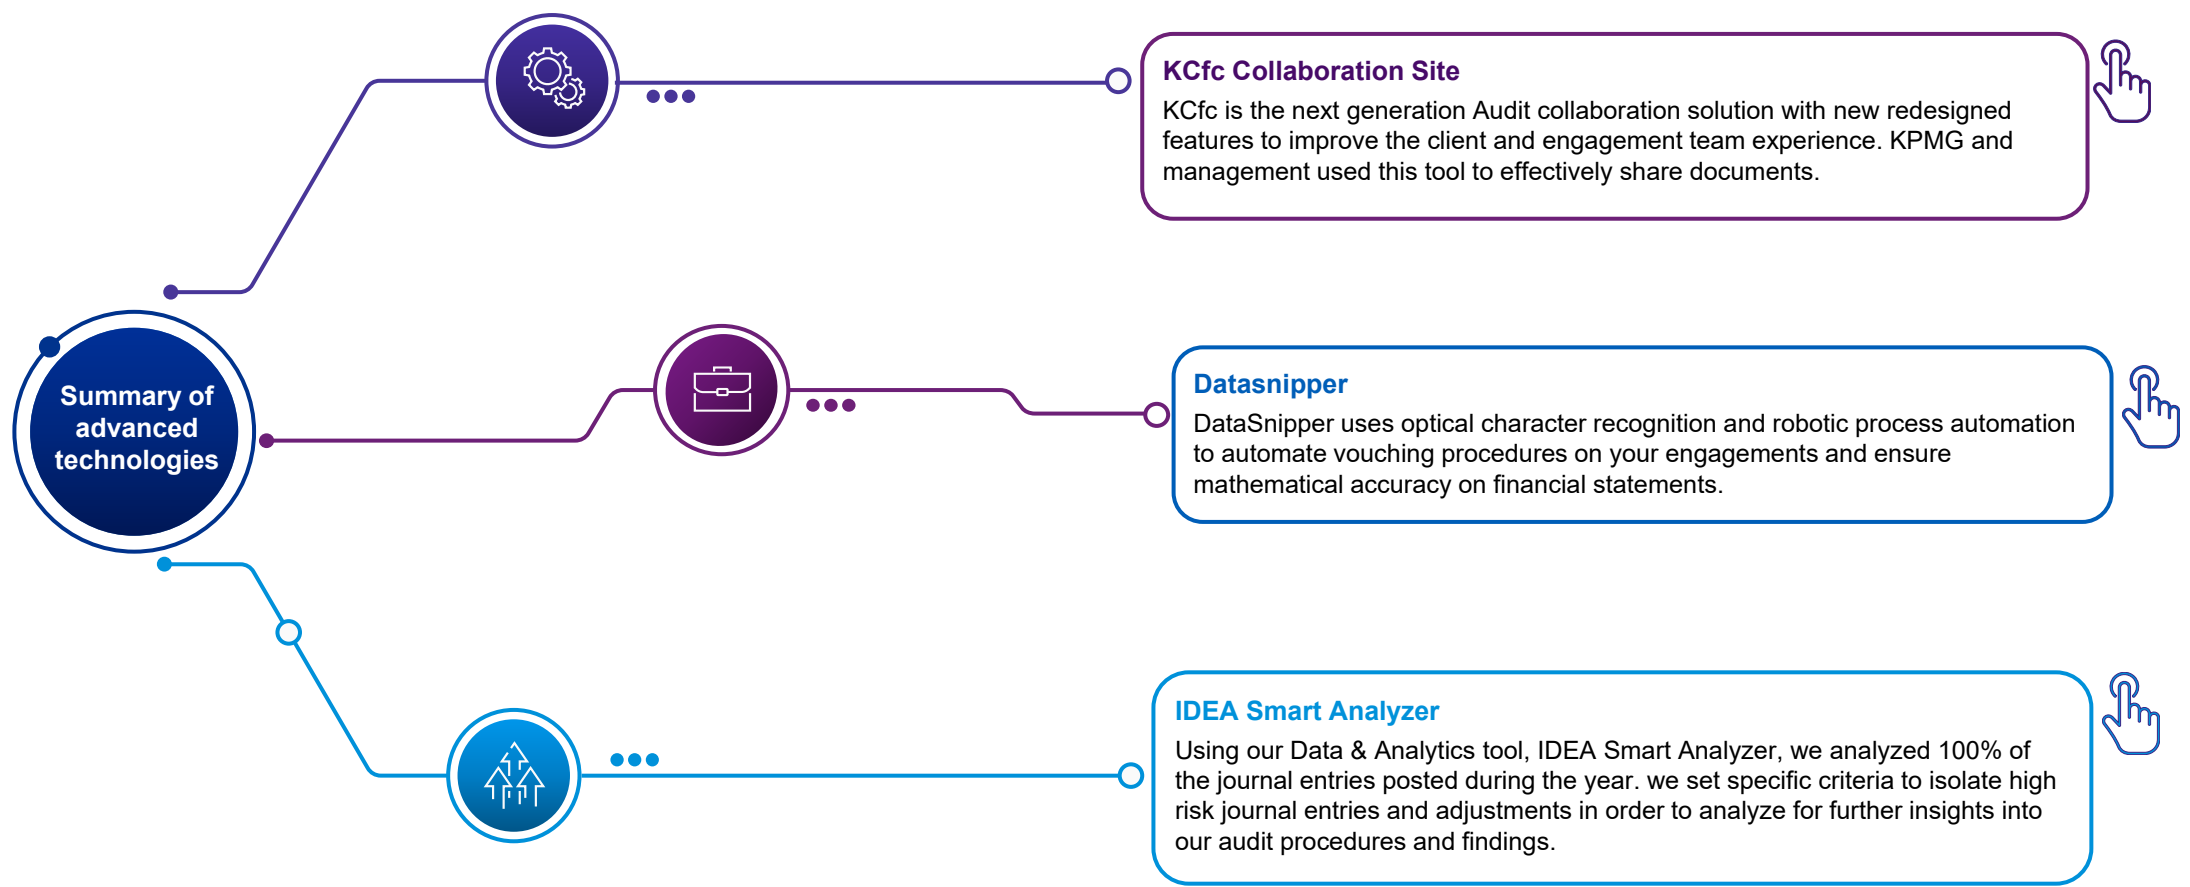 Summary of
advanced
technologies
KCfc Collaboration Site
KCfc is the next generation Audit collaboration solution with new redesigned
features to improve the client and engagement team experience. KPMG and
management used this tool to effectively share documents.
Datasnipper
DataSnipper uses optical character recognition and robotic process automation
to automate vouching procedures on your engagements and ensure
mathematical accuracy on financial statements.
IDEA Smart Analyzer
Using our Data & Analytics tool, IDEA Smart Analyzer, we analyzed 100% of
the journal entries posted during the year. we set specific criteria to isolate high
risk journal entries and adjustments in order to analyze for further insights into
our audit procedures and findings.